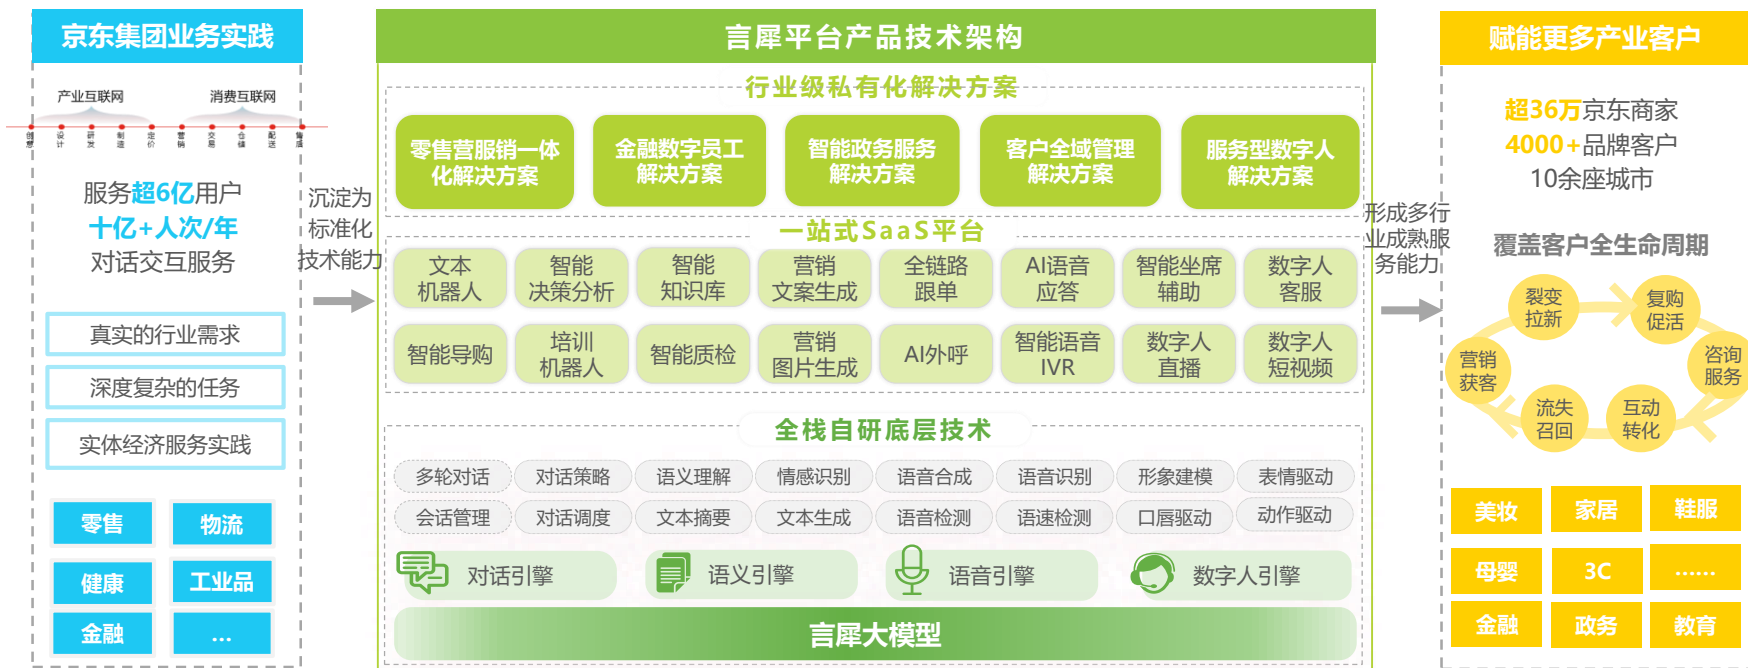 京东集团业务实践
产业互联网
消费互联网
创意
设计
研发
制造
定价
营销
交易
仓储
配送
售后
服务超6亿用户
十亿+人次/年
对话交互服务
真实的行业需求
深度复杂的任务
实体经济服务实践
零售
物流
健康
工业品
金融
...
沉淀为
标准化
技术能力
言犀平台产品技术架构
行业级私有化解决方案
零售营服销一体
化解决方案
金融数字员工
解决方案
智能政务服务
解决方案
客户全域管理
解决方案
服务型数字人
解决方案
一站式SaaS平台
文本
机器人
智能
决策分析
智能
知识库
营销
文案生成
全链路
跟单
AI语音
应答
智能坐席
辅助
数字人
客服
智能导购
培训
机器人
智能质检
营销
图片生成
AI外呼
智能语音
IVR
数字人
直播
数字人
短视频
全栈自研底层技术
多轮对话
对话策略
语义理解
情感识别
语音合成
语音识别
形象建模
表情驱动
会话管理
对话调度
文本摘要
文本生成
语音检测
语速检测
口唇驱动
动作驱动
对话引擎
语义引擎
语音引擎
数字人引擎
言犀大模型
形成多行
业成熟服
务能力
赋能更多产业客户
超36万京东商家
4000+品牌客户
10余座城市
覆盖客户全生命周期
裂变
拉新
复购
促活
营销
获客
咨询
服务
流失
召回
互动
转化
美妆
家居
鞋服
母婴
3C
......
金融
政务
教育